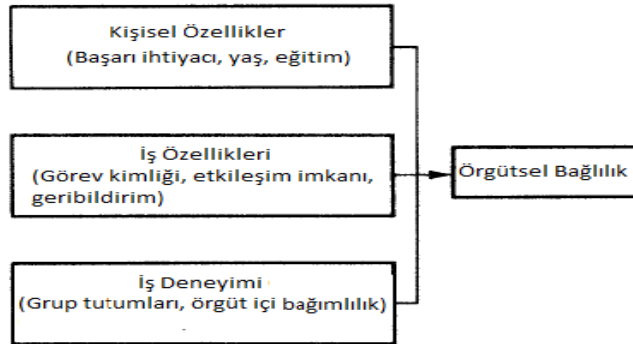 Kişisel Özellikler
(Başarı ihtiyacı, yaş, eğitim)
İş Özellikleri
(Görev kimliği, etkileşim imkanı,
geribildirim)
Örgütsel Bağlılık
İş Deneyimi
(Grup tutumları, örgüt içi bağımlılık)